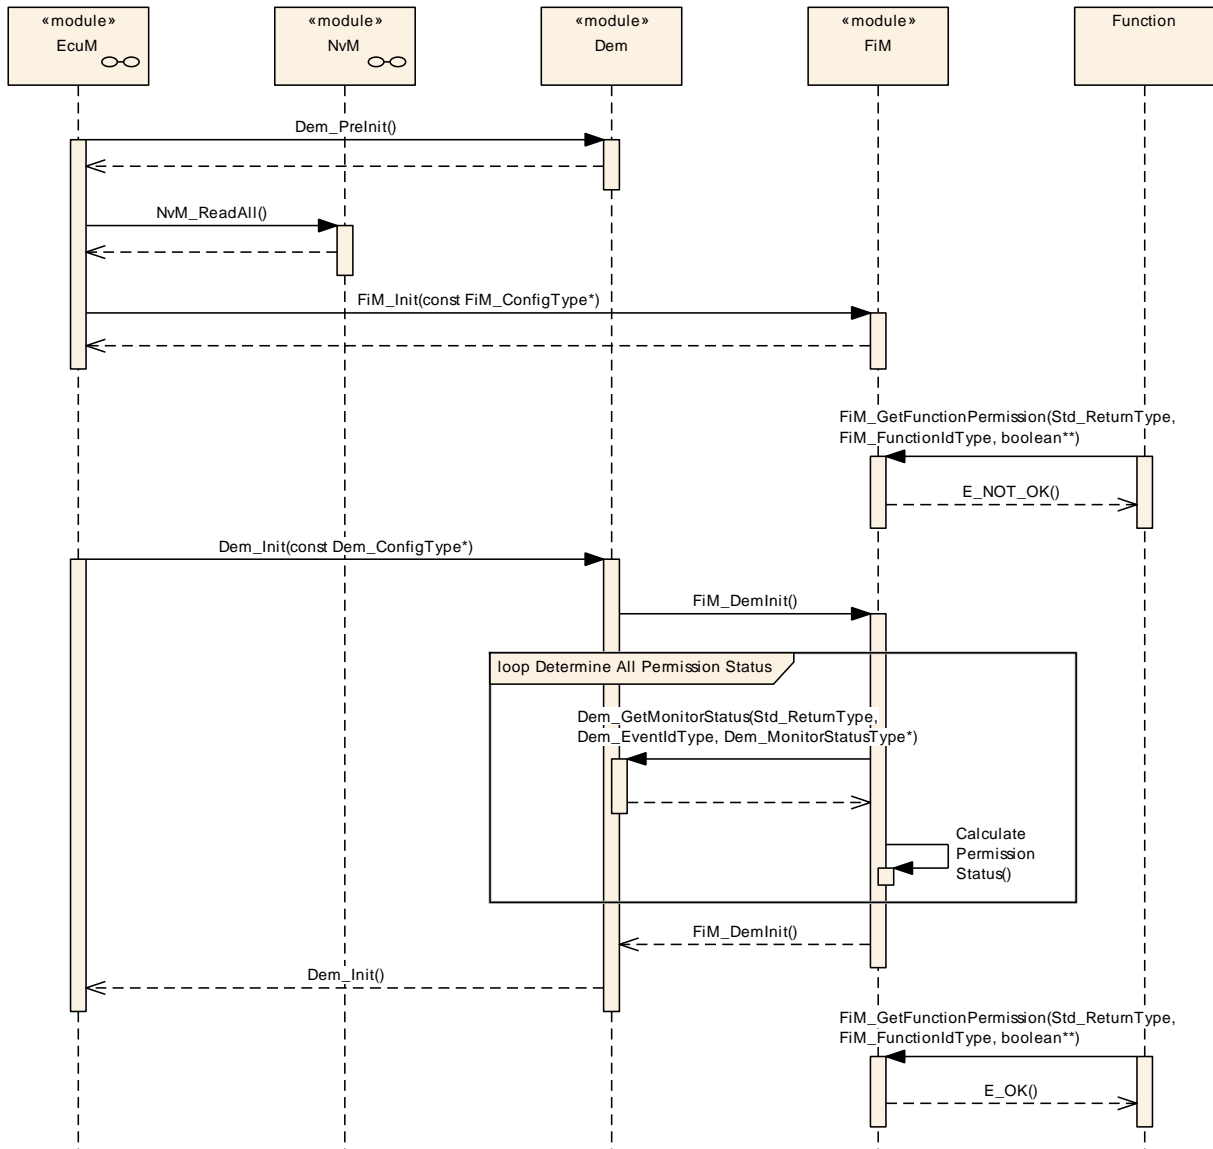 «module»
EcuM
«module»
NvM
«module»
Dem
«module»
FiM
Function
Dem_PreInit()
NvM_ReadAll()
FiM_Init(const FiM_ConfigType*)
FiM_GetFunctionPermission(Std_ReturnType,
FiM_FunctionIdType, boolean**)
E_NOT_OK()
Dem_Init(const Dem_ConfigType*)
FiM_DemInit()
loop Determine All Permission Status
Dem_GetMonitorStatus(Std_ReturnType,
Dem_EventIdType, Dem_MonitorStatusType*)
Calculate
Permission
Status()
FiM_DemInit()
Dem_Init()
FiM_GetFunctionPermission(Std_ReturnType,
FiM_FunctionIdType, boolean**)
E_OK()